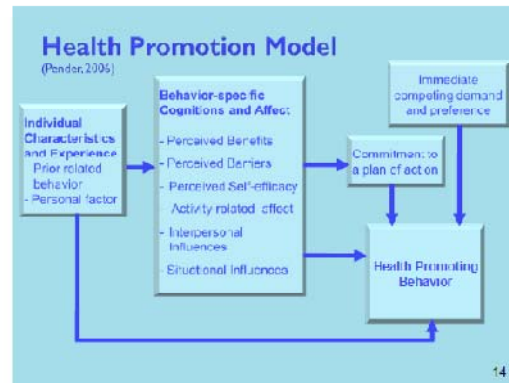 Health Promotion Model
(Pender, 2006)
Individual
Characteristics
and Experience
Prior related
behavior
- Personal factor
Behavior-specific
Cognitions and Affect
- Perceived Benefits
- Perceived Barriers
- Perceived Self-efficacy
- Activity related affect
- Interpersonal
Influences
- Situational Influences
Commitment to
a plan of action
Immediate
competing demand
and preference
Health Promoting
Behavior
14